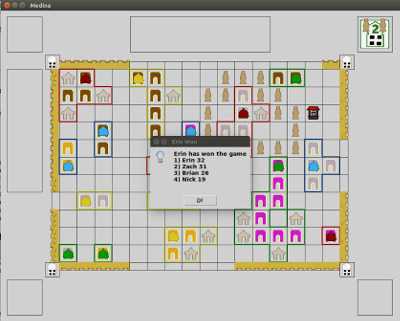 Medina
2
Erin Won
Erin has won the game
1) Erin 32
2) Zach 31
3) Brian 26
4) Nick 19